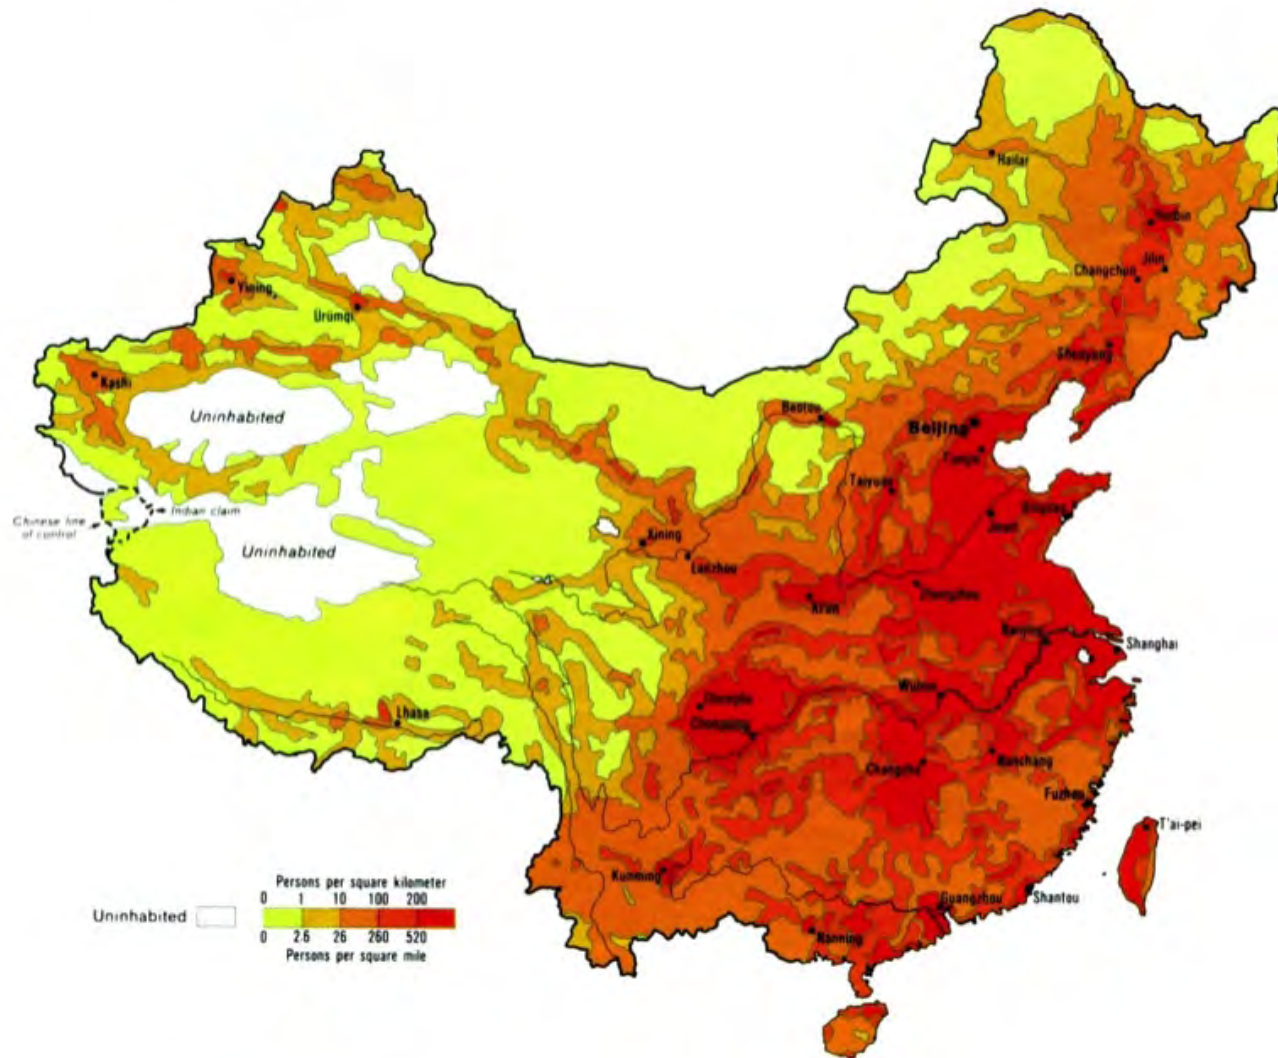 Hailar
Harbin
Jilin
Changchun
Yining
Ürümqi
Shenyang
Kashi
Uninhabited
Baotou
Beijing
Taiyuan
Chinese line
of control
Indian claim
Uninhabited
Qingdao
Jinan
Xining
Lanzhou
Xi'an
Zhengzhou
Nanjing
Shanghai
Wuhan
Chengdu
Chongqing
Lhasa
Nanchang
Changsha
Fuzhou
T'ai-pei
Kunming
Guangzhou
Shantou
Nanning
Uninhabited
Persons per square kilometer
0 1 10 100 200
0 2.6 26 260 520
Persons per square mile